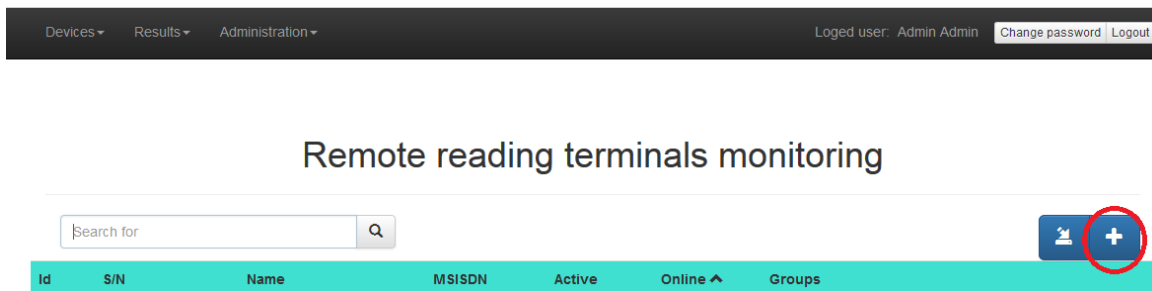 Devices Results Administration Loged user: Admin Admin Change password Logout
Remote reading terminals monitoring
Search for
Id S/N Name MSISDN Active Online Groups